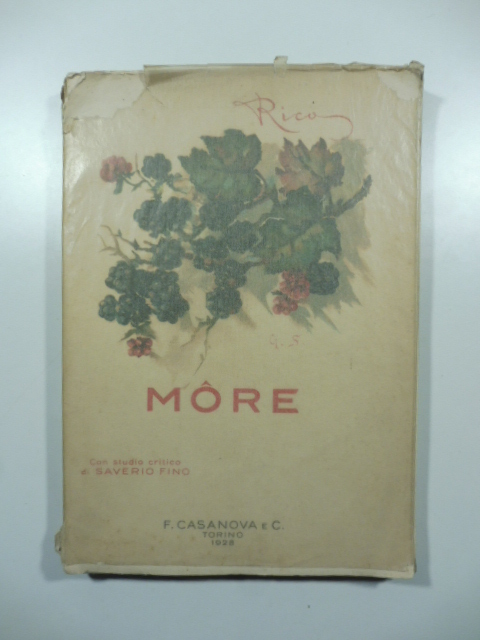 Ricò
G. S.
MÔRE
Con studio critico
di SAVERIO FINO
F. CASANOVA E C.
TORINO
1928